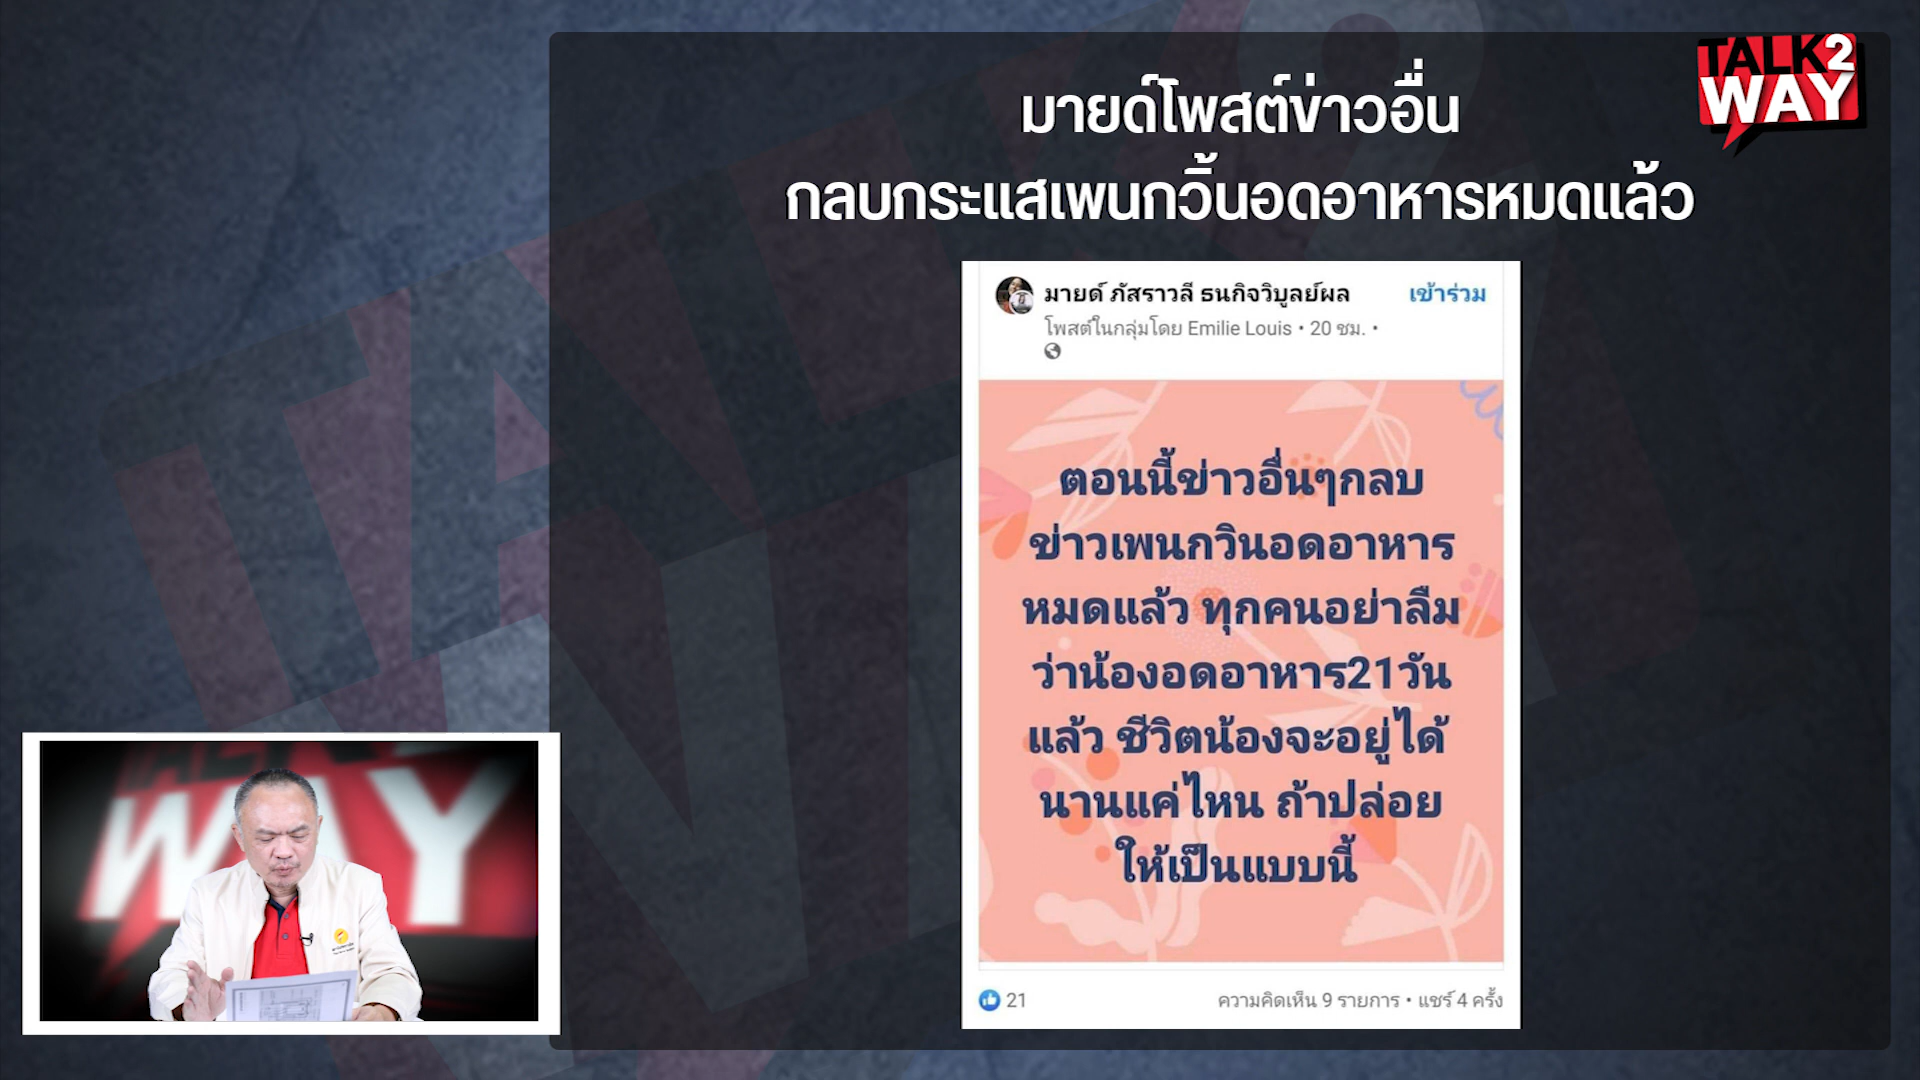 TALK2
WAY
มายด์โพสต์ข่าวอื่น
กลบกระแสเพนกวิ้นอดอาหารหมดแล้ว
มายด์ ภัสราวลี ธนกิจวิบูลย์ผล
เข้าร่วม
โพสต์ในกลุ่มโดย Emilie Louis • 20 ชม. •
ตอนนี้ข่าวอื่นๆกลบ
ข่าวเพนกวินอดอาหาร
หมดแล้ว ทุกคนอย่าลืม
ว่าน้องอดอาหาร21วัน
แล้ว ชีวิตน้องจะอยู่ได้
นานแค่ไหน ถ้าปล่อย
ให้เป็นแบบนี้
21
ความคิดเห็น 9 รายการ • แชร์ 4 ครั้ง
WAY